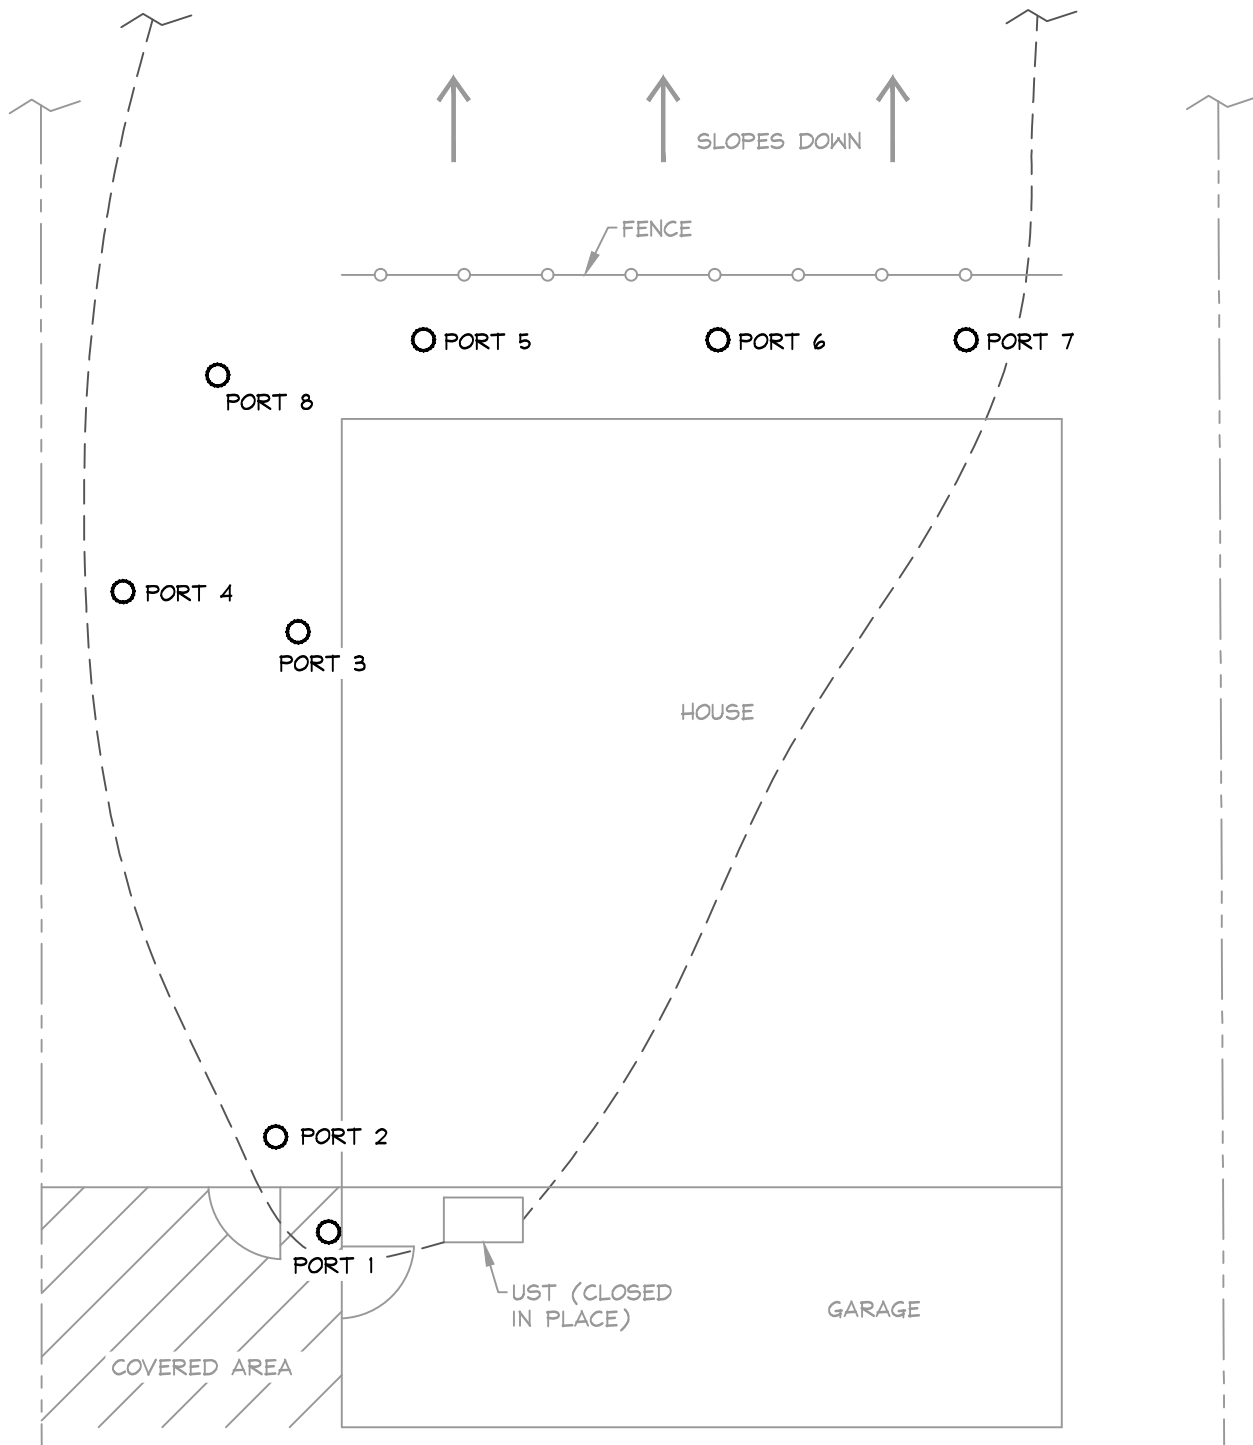 SLOPES DOWN
FENCE
PORT 5
PORT 6
PORT 7
PORT 8
PORT 4
PORT 3
HOUSE
PORT 2
PORT 1
UST (CLOSED
IN PLACE)
GARAGE
COVERED AREA